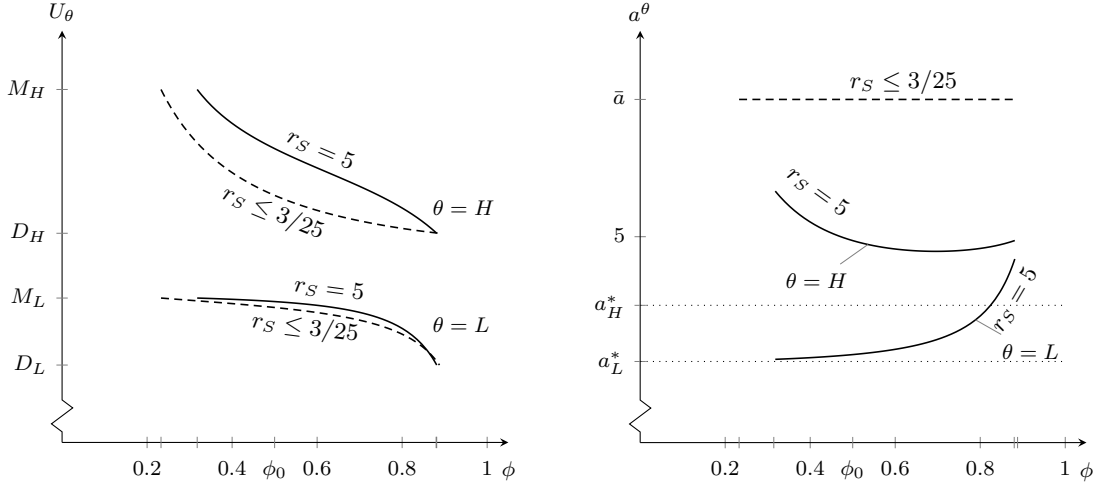 U_θ
M_H
D_H
M_L
D_L
r_S = 5
r_S ≤ 3/25
θ = H
r_S = 5
r_S ≤ 3/25
θ = L
0.2 0.4 ϕ_0 0.6 0.8 1 ϕ
a^θ
ā
5
a^*_H
a^*_L
r_S ≤ 3/25
r_S = 5
θ = H
r_S = 5
θ = L
0.2 0.4 ϕ_0 0.6 0.8 1 ϕ